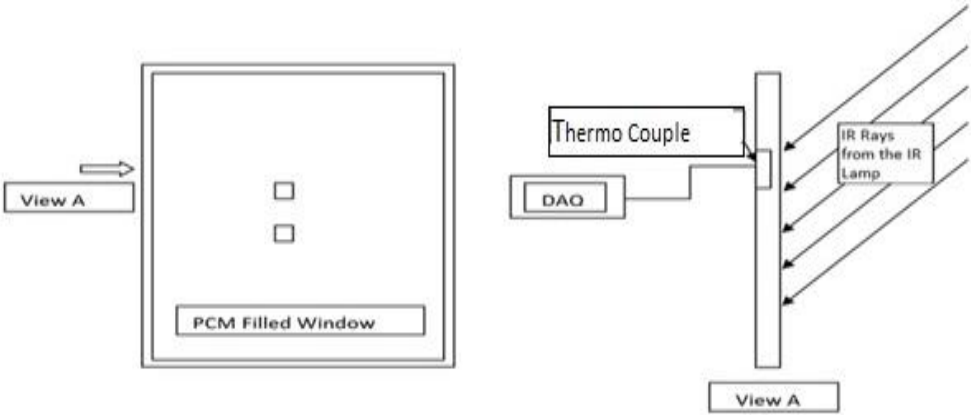 View A
PCM Filled Window
Thermo Couple
DAQ
IR Rays
from the IR
Lamp
View A